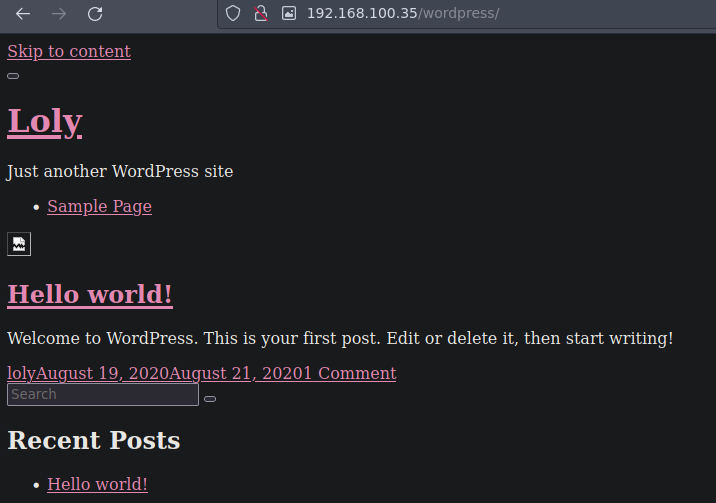 192.168.100.35/wordpress/
Skip to content
Loly
Just another WordPress site
Sample Page
Hello world!
Welcome to WordPress. This is your first post. Edit or delete it, then start writing!
lolyAugust 19, 2020August 21, 20201 Comment
Search
Recent Posts
Hello world!